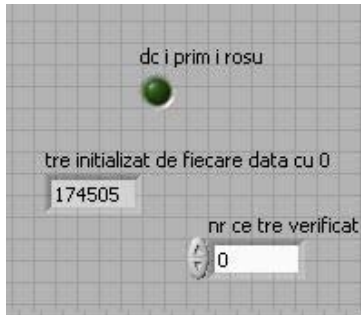 dc i prim i rosu
tre initializat de fiecare data cu 0
174505
nr ce tre verificat
0